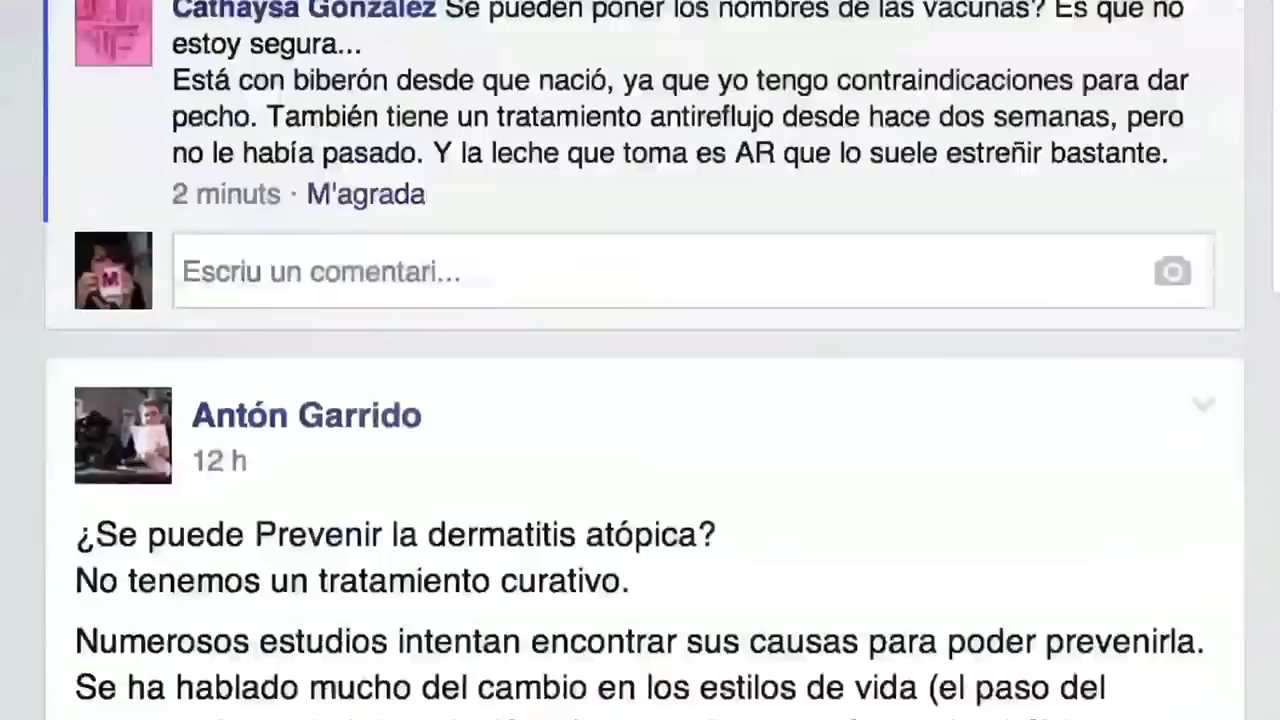 Cathaysa González Se pueden poner los nombres de las vacunas? Es que no
estoy segura...
Está con biberón desde que nació, ya que yo tengo contraindicaciones para dar
pecho. También tiene un tratamiento antireflujo desde hace dos semanas, pero
no le había pasado. Y la leche que toma es AR que lo suele estreñir bastante.
2 minuts · M'agrada
Escriu un comentari...
Antón Garrido
12 h
¿Se puede Prevenir la dermatitis atópica?
No tenemos un tratamiento curativo.
Numerosos estudios intentan encontrar sus causas para poder prevenirla.
Se ha hablado mucho del cambio en los estilos de vida (el paso del